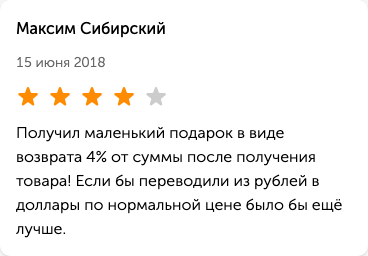 Максим Сибирский
15 июня 2018
Получил маленький подарок в виде
возврата 4% от суммы после получения
товара! Если бы переводили из рублей в
доллары по нормальной цене было бы ещё
лучше.